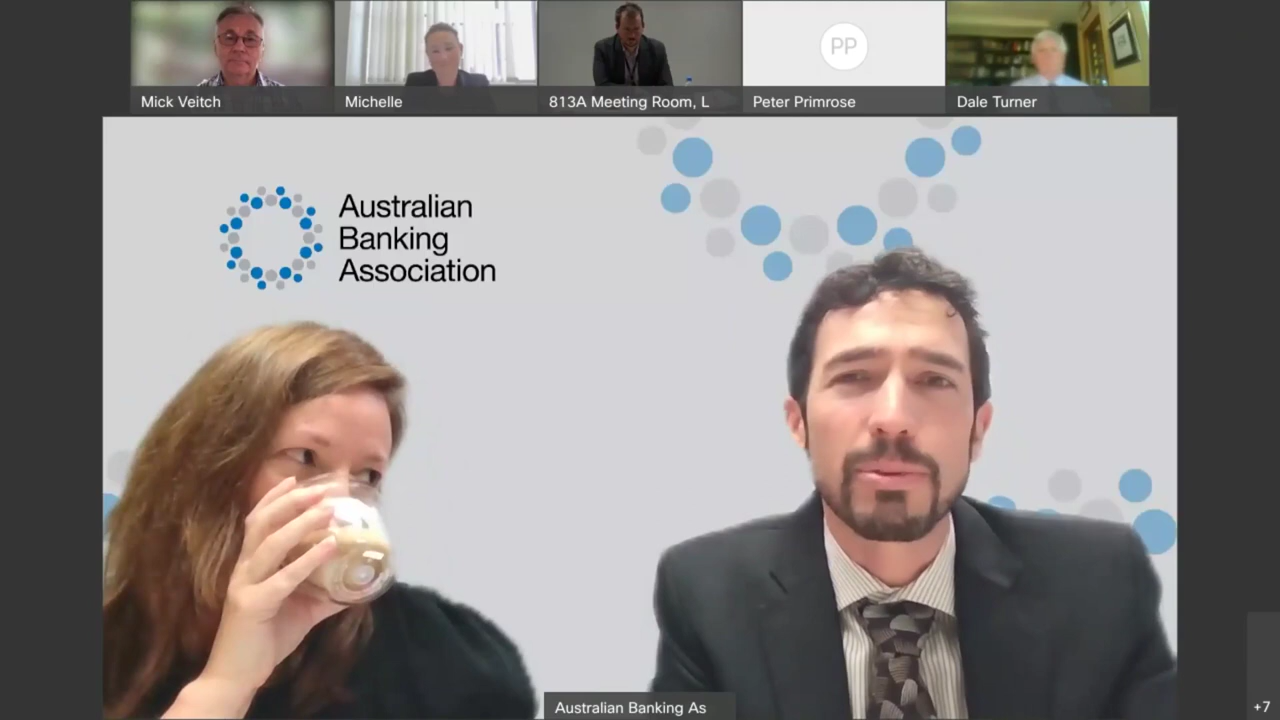 Mick Veitch
Michelle
813A Meeting Room, L
PP
Peter Primrose
Dale Turner
Australian
Banking
Association
Australian Banking As
+7